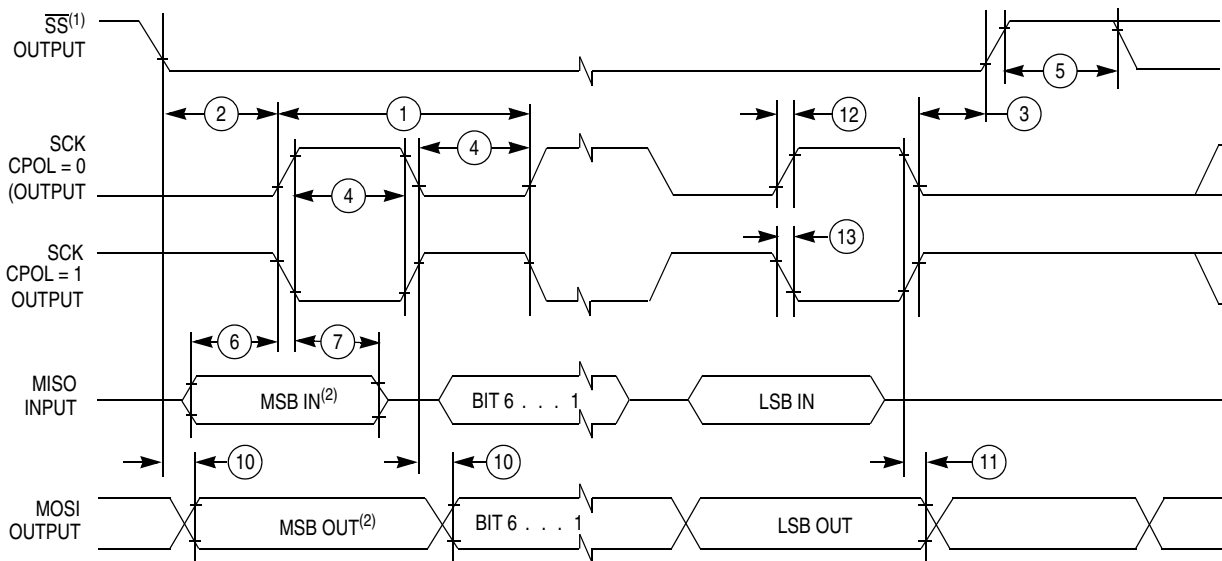 SS(1)
OUTPUT
5
2
1
12
3
SCK
CPOL = 0
(OUTPUT
4
4
SCK
CPOL = 1
OUTPUT
13
6
7
MISO
INPUT
MSB IN(2)
BIT 6 . . . 1
LSB IN
10
10
11
MOSI
OUTPUT
MSB OUT(2)
BIT 6 . . . 1
LSB OUT